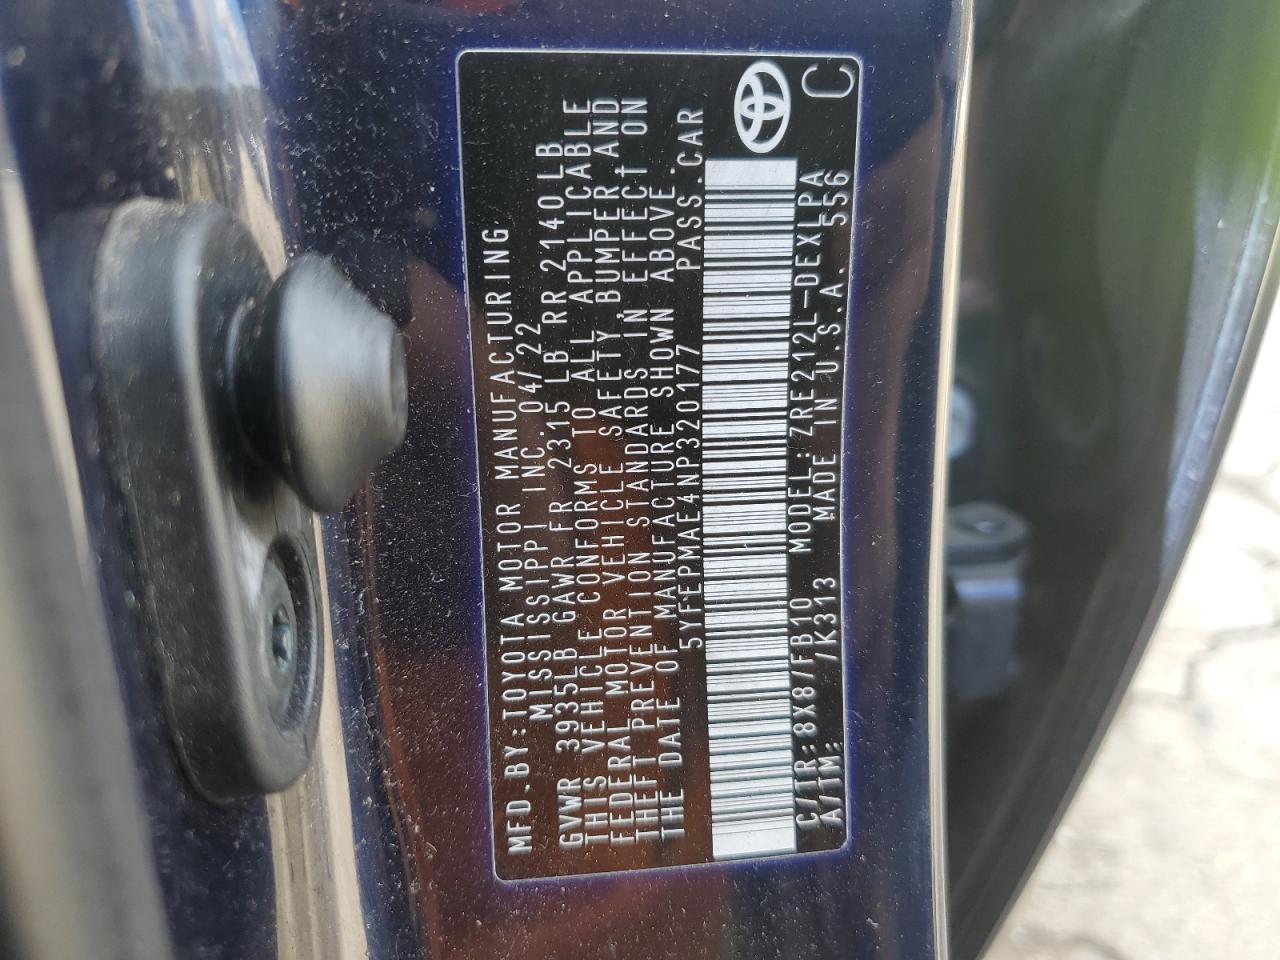 MFD.BY:TOYOTA MOTOR MANUFACTURING
MISSISSIPPI INC. 04/22
GVWR 3935LB GAWR FR 2315 LB RR 2140LB
THIS VEHICLE CONFORMS TO ALL APPLICABLE
FEDERAL MOTOR VEHICLE SAFETY,BUMPER AND
THEFT PREVENTION STANDARDS IN EFFECT ON
THE DATE OF MANUFACTURE SHOWN ABOVE.
5YFEPMAE4NP320177 PASS.CAR
C/TR:8X8/FB10 MODEL:ZRE212L-DEXLPA
A/TM: /K313 MADE IN U.S.A. 556
C